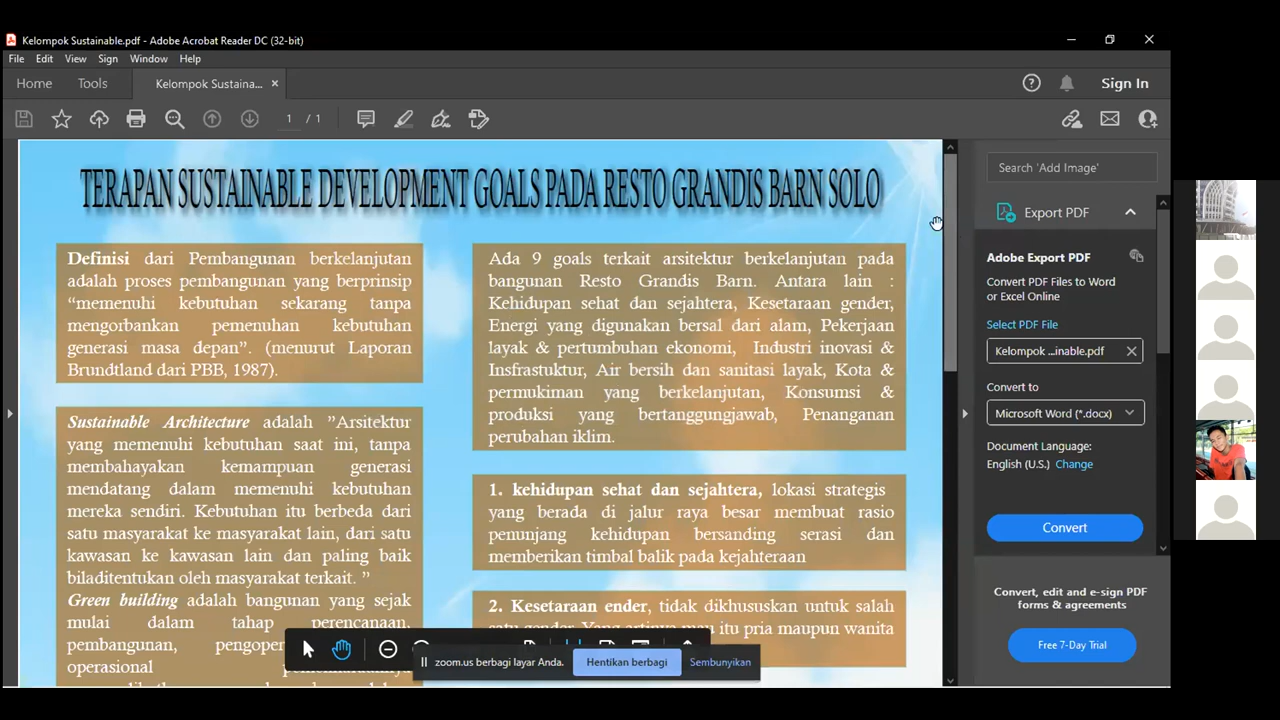 Kelompok Sustainable.pdf - Adobe Acrobat Reader DC (32-bit)
File Edit View Sign Window Help
Home Tools Kelompok Sustaina... ×
Sign In
1 / 1
TERAPAN SUSTAINABLE DEVELOPMENT GOALS PADA RESTO GRANDIS BARN SOLO
Definisi dari Pembangunan berkelanjutan
adalah proses pembangunan yang berprinsip
“memenuhi kebutuhan sekarang tanpa
mengorbankan pemenuhan kebutuhan
generasi masa depan”. (menurut Laporan
Brundtland dari PBB, 1987).
Sustainable Architecture adalah ”Arsitektur
yang memenuhi kebutuhan saat ini, tanpa
membahayakan kemampuan generasi
mendatang dalam memenuhi kebutuhan
mereka sendiri. Kebutuhan itu berbeda dari
satu masyarakat ke masyarakat lain, dari satu
kawasan ke kawasan lain dan paling baik
biladitentukan oleh masyarakat terkait. ”
Green building adalah bangunan yang sejak
mulai dalam tahap perencanaan,
pembangunan,
operasional
Ada 9 goals terkait arsitektur berkelanjutan pada
bangunan Resto Grandis Barn. Antara lain :
Kehidupan sehat dan sejahtera, Kesetaraan gender,
Energi yang digunakan bersal dari alam, Pekerjaan
layak & pertumbuhan ekonomi, Industri inovasi &
Insfrastuktur, Air bersih dan sanitasi layak, Kota &
permukiman yang berkelanjutan, Konsumsi &
produksi yang bertanggungjawab, Penanganan
perubahan iklim.
1. kehidupan sehat dan sejahtera, lokasi strategis
yang berada di jalur raya besar membuat rasio
penunjang kehidupan bersanding serasi dan
memberikan timbal balik pada kejahteraan
2. Kesetaraan ender, tidak dikhususkan untuk salah
satu gender. Yang artinya mau itu pria maupun wanita
zoom.us berbagi layar Anda. Hentikan berbagi Sembunyikan
Search 'Add Image'
Export PDF
Adobe Export PDF
Convert PDF Files to Word
or Excel Online
Select PDF File
Kelompok ...inable.pdf
Convert to
Microsoft Word (*.docx)
Document Language:
English (U.S.) Change
Convert
Convert, edit and e-sign PDF
forms & agreements
Free 7-Day Trial